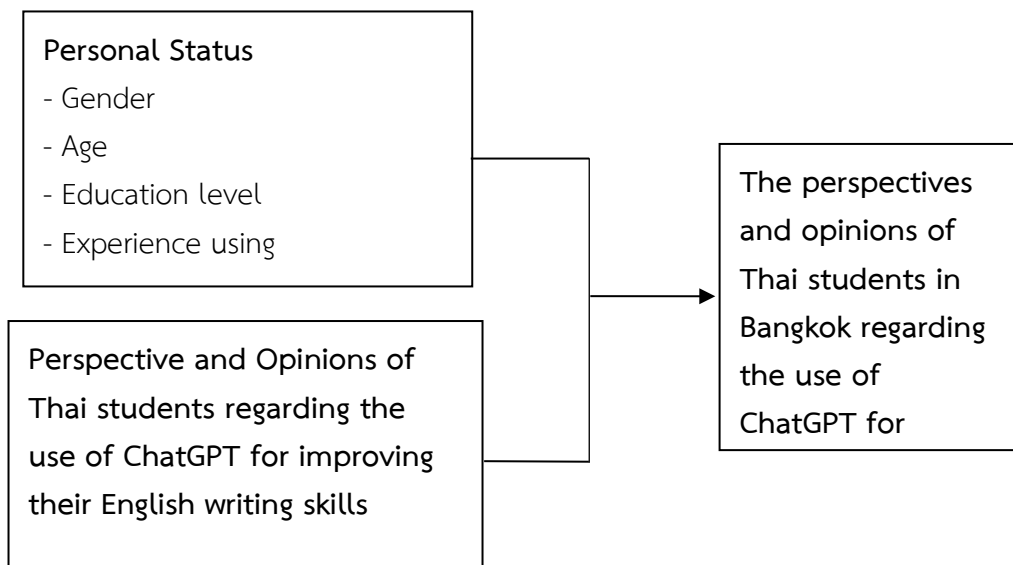 Personal Status
- Gender
- Age
- Education level
- Experience using
Perspective and Opinions of
Thai students regarding the
use of ChatGPT for improving
their English writing skills
The perspectives
and opinions of
Thai students in
Bangkok regarding
the use of
ChatGPT for